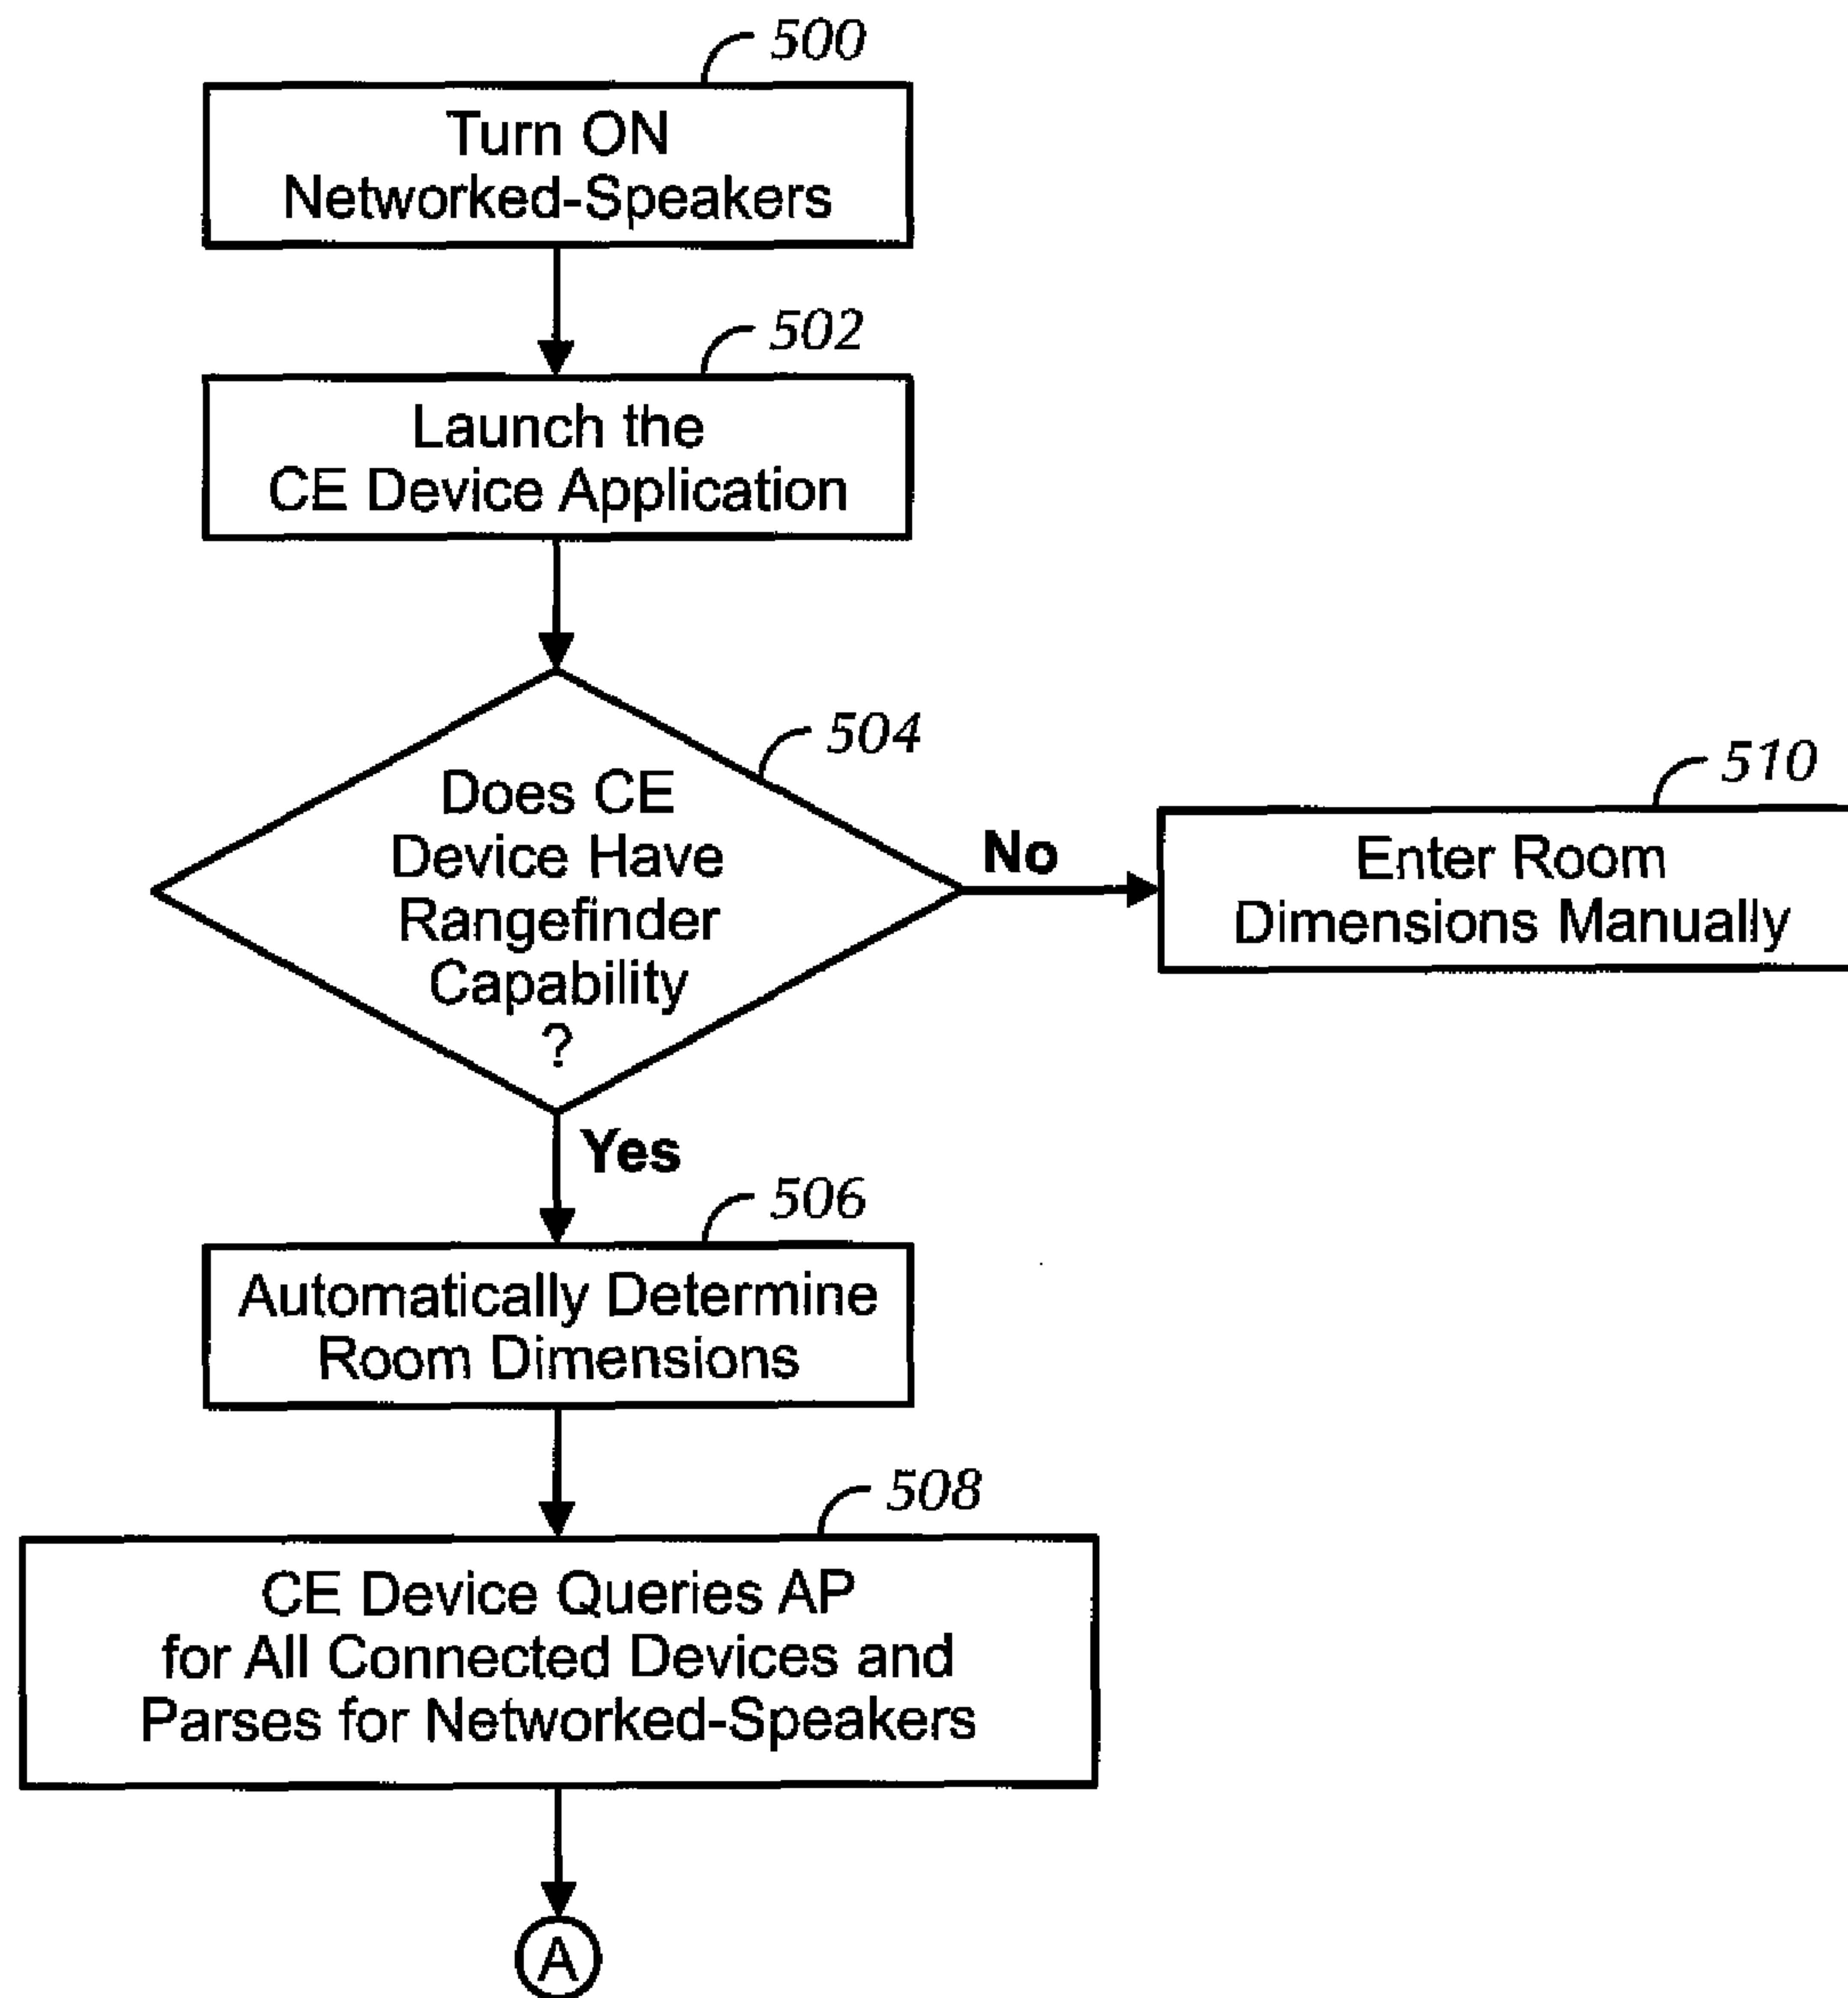 500
Turn ON
Networked-Speakers
502
Launch the
CE Device Application
504
Does CE
Device Have
Rangefinder
Capability
?
No
510
Enter Room
Dimensions Manually
Yes
506
Automatically Determine
Room Dimensions
508
CE Device Queries AP
for All Connected Devices and
Parses for Networked-Speakers
A